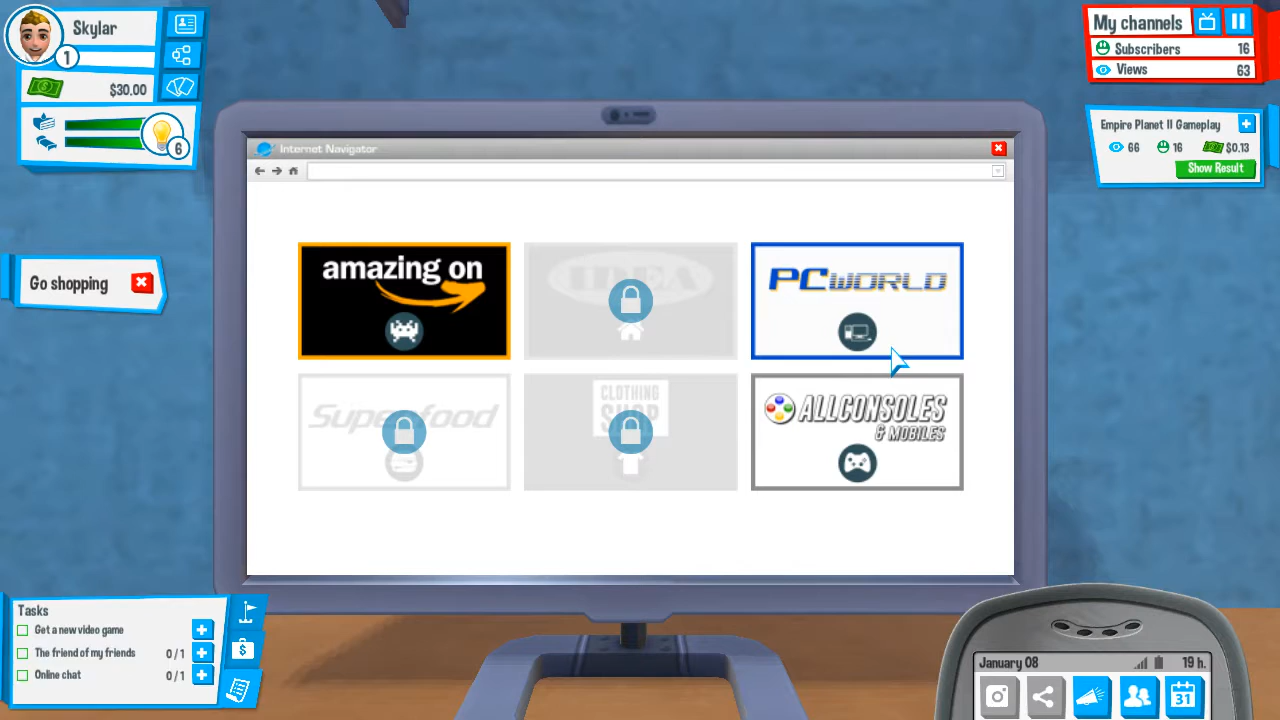 Skylar
1
$30.00
6
My channels
Subscribers 16
Views 63
Empire Planet II Gameplay
66 16 $0.13
Show Result
Internet Navigator
Go shopping
amazing on
PCWORLD
Superfood
CLOTHING
SHOP
ALLCONSOLES
& MOBILES
Tasks
Get a new video game
The friend of my friends 0/1
Online chat 0/1
January 08 19 h.
31